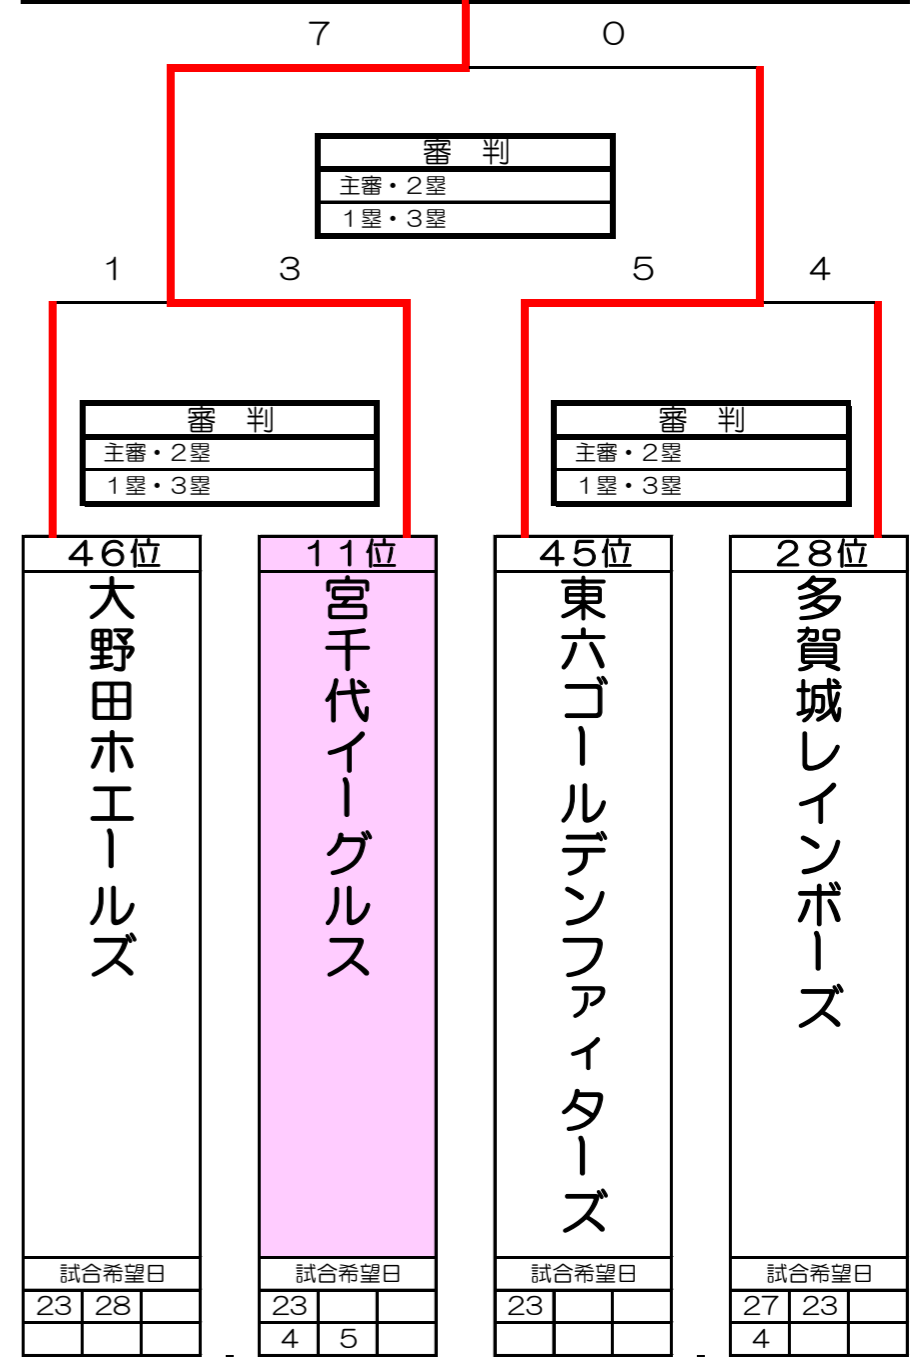 7 0
審 判
主審・2塁
1塁・3塁
1 3 5 4
審 判
主審・2塁
1塁・3塁
審 判
主審・2塁
1塁・3塁
46位
大野田ホエールズ
試合希望日
23 28
11位
宮千代イーグルス
試合希望日
23
4 5
45位
東六ゴールデンファイターズ
試合希望日
23
28位
多賀城レインボーズ
試合希望日
27 23
4